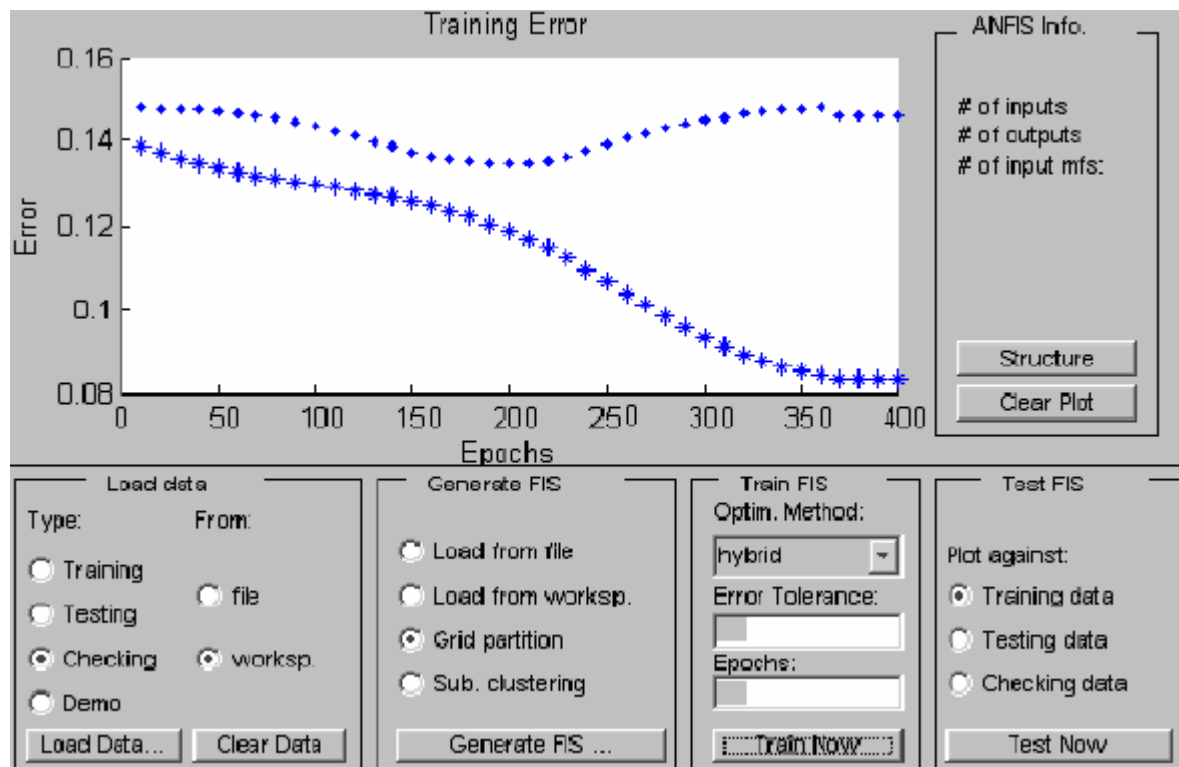 Training Error
0.16
0.14
0.12
0.1
0.08
Error
0 50 100 150 200 250 300 350 400
Epochs
ANFIS Info.
# of inputs
# of outputs
# of input mfs:
Structure
Clear Plot
Load data
Type: From:
Training
Testing
Checking
Demo
file
worksp.
Load Data... Clear Data
Generate FIS
Load from file
Load from worksp.
Grid partition
Sub. clustering
Generate FIS ...
Train FIS
Optim. Method:
hybrid
Error Tolerance:
Epochs:
Train Now
Test FIS
Plot against:
Training data
Testing data
Checking data
Test Now